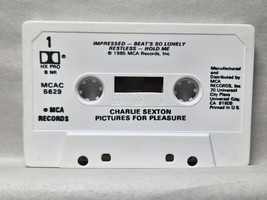 1
IMPRESSED – BEAT'S SO LONELY
RESTLESS – HOLD ME
© 1985 MCA Records, Inc.
HX PRO
B NR
MCAC
5629
MCA
RECORDS
Manufactured
and
Distributed by
MCA
Records, Inc.
70 Universal
City Plaza
Universal City,
CA 91608
Printed in U.S.
CHARLIE SEXTON
PICTURES FOR PLEASURE